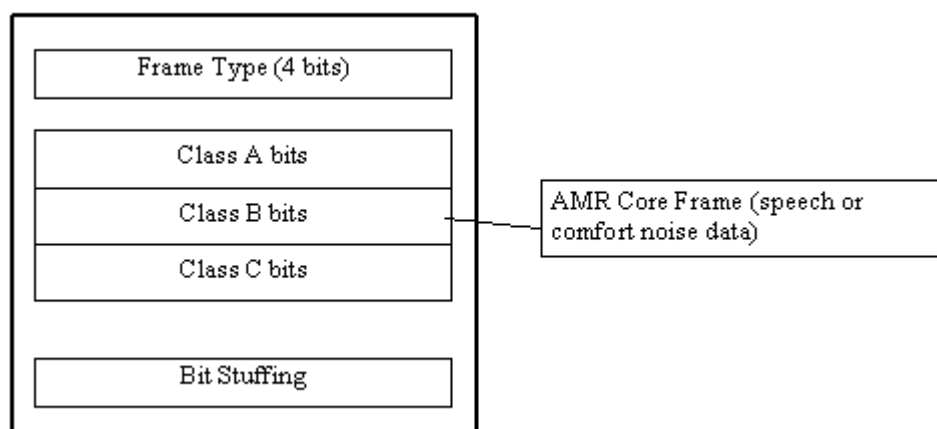 Frame Type (4 bits)
Class A bits
Class B bits
Class C bits
AMR Core Frame (speech or
comfort noise data)
Bit Stuffing